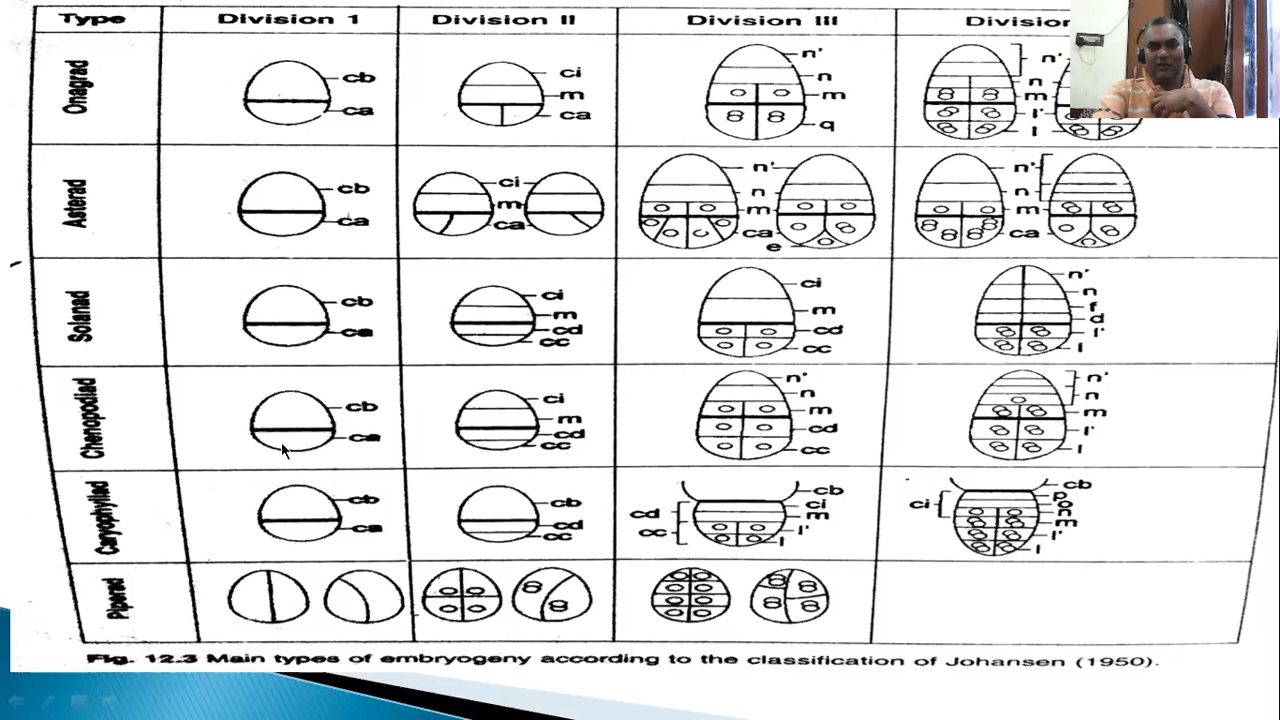 Type Division 1 Division II Division III Division
Onagrad
cb
ca
ci
m
ca
n'
n
m
q
n'
n
m
l'
l
Asterad
cb
ca
ci
m
ca
n'
n
m
ca
e
n'
n
m
ca
Solanad
cb
ca
ci
m
cd
cc
ci
m
cd
cc
n'
n
f
d
l'
l
Chenopodiad
cb
ca
ci
m
cd
cc
n'
n
m
cd
cc
n'
n
m
l'
l
Caryophyllad
cb
ca
cb
cd
cc
cd
cc
cb
ci
m
l'
l
ci
cb
p
m
l'
l
Piperad
Fig. 12.3 Main types of embryogeny according to the classification of Johansen (1950).